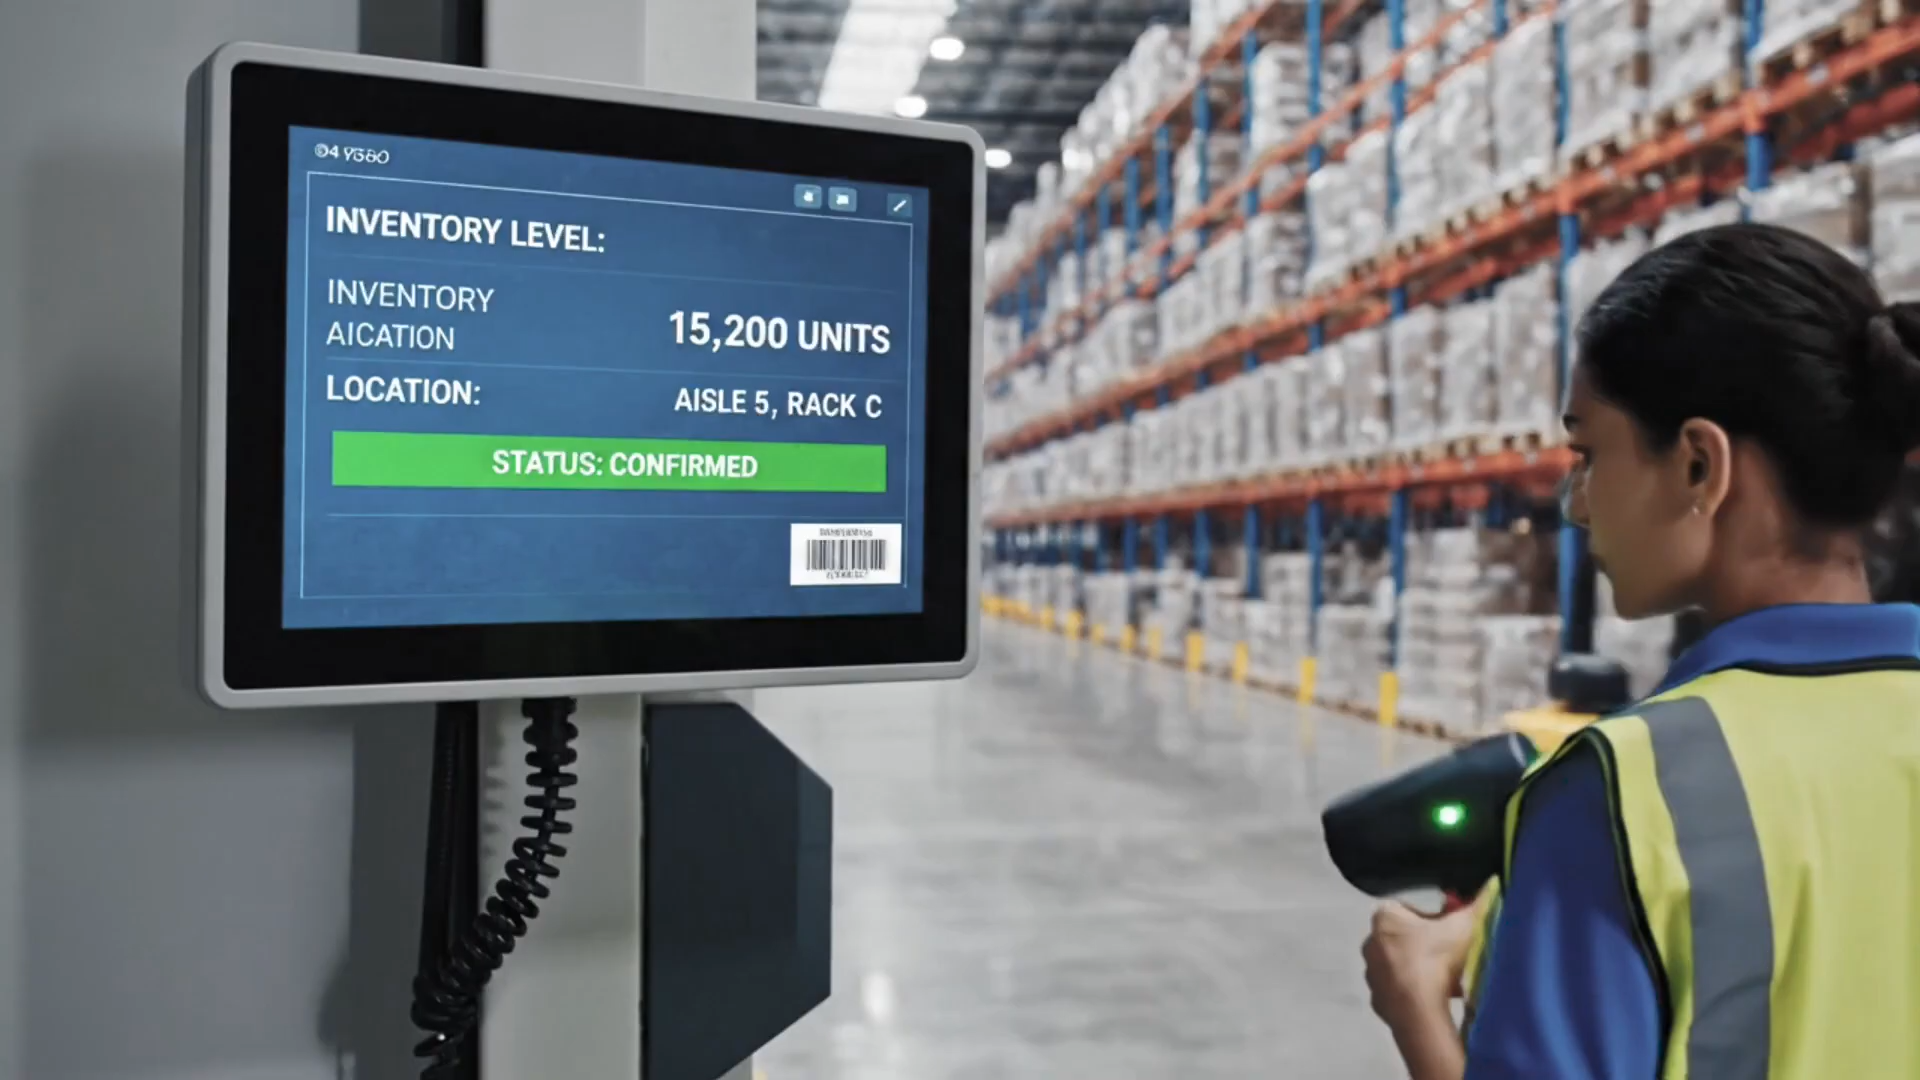 INVENTORY LEVEL:
INVENTORY
AICATION
15,200 UNITS
LOCATION:
AISLE 5, RACK C
STATUS: CONFIRMED